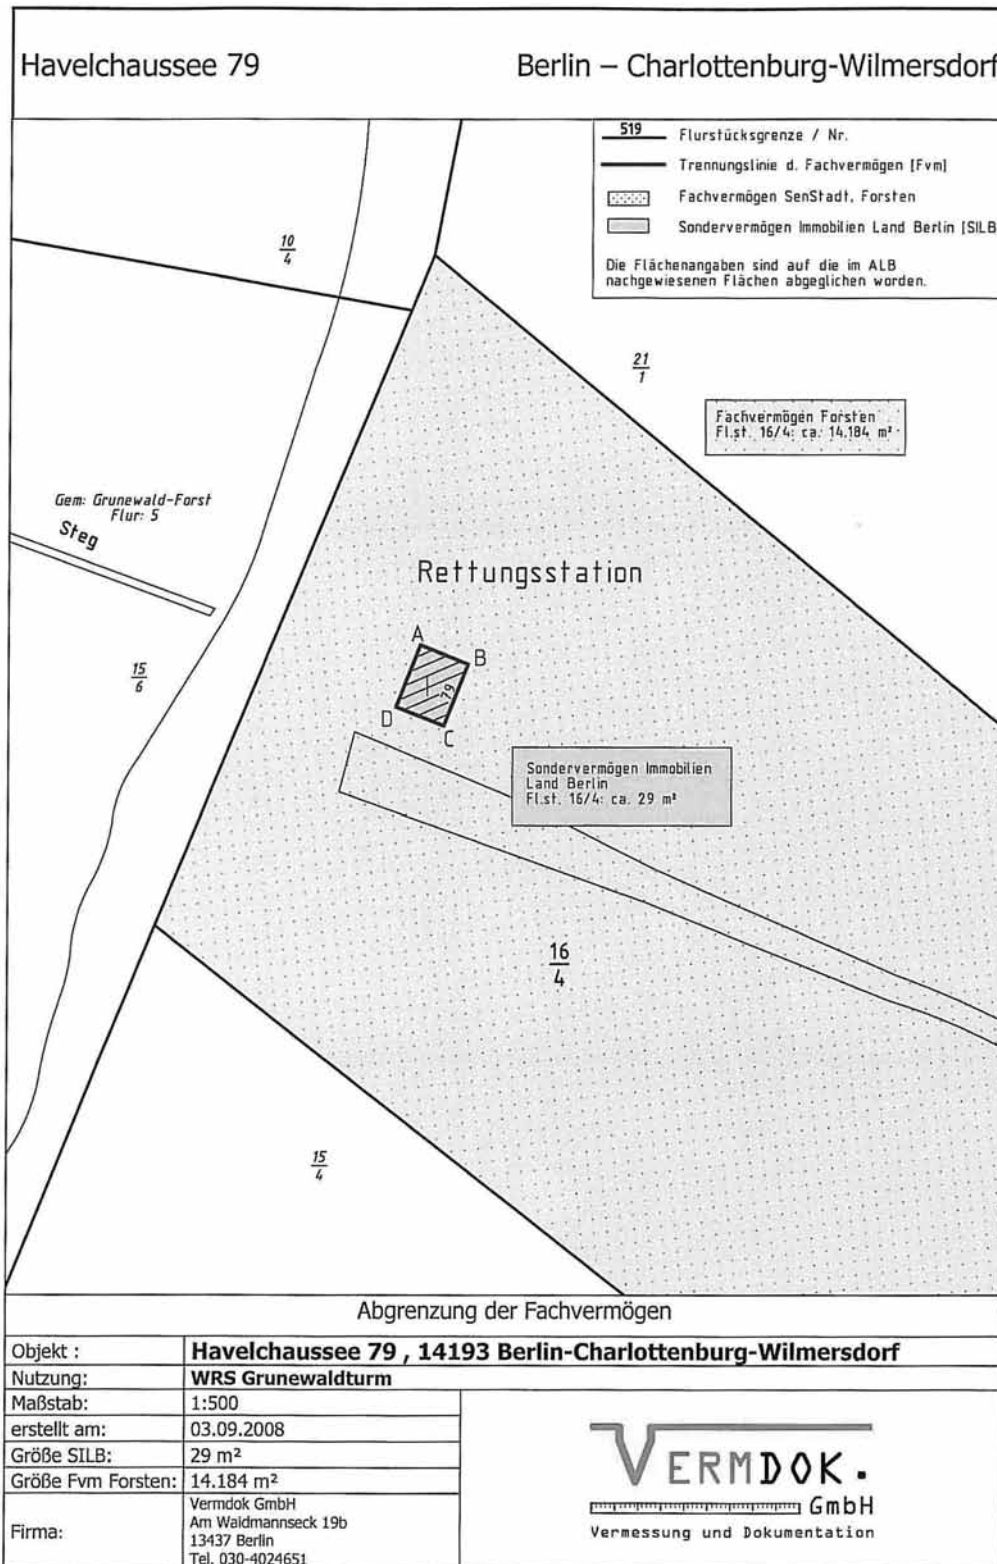 Havelchaussee 79
Berlin – Charlottenburg-Wilmersdorf
519 Flurstücksgrenze / Nr.
Trennungslinie d. Fachvermögen [Fvm]
Fachvermögen SenStadt, Forsten
Sondervermögen Immobilien Land Berlin [SILB
Die Flächenangaben sind auf die im ALB
nachgewiesenen Flächen abgeglichen worden.
10
4
21
1
Fachvermögen Forsten
Fl.st. 16/4: ca. 14.184 m²
Gem: Grunewald-Forst
Flur: 5
Steg
Rettungsstation
A
B
I
79
D
C
15
6
Sondervermögen Immobilien
Land Berlin
Fl.st. 16/4: ca. 29 m²
16
4
15
4
Abgrenzung der Fachvermögen
Objekt : Havelchaussee 79 , 14193 Berlin-Charlottenburg-Wilmersdorf
Nutzung: WRS Grunewaldturm
Maßstab: 1:500
erstellt am: 03.09.2008
Größe SILB: 29 m²
Größe Fvm Forsten: 14.184 m²
Firma: Vermdok GmbH
Am Waidmannseck 19b
13437 Berlin
Tel. 030-4024651
VERMDOK.
GmbH
Vermessung und Dokumentation